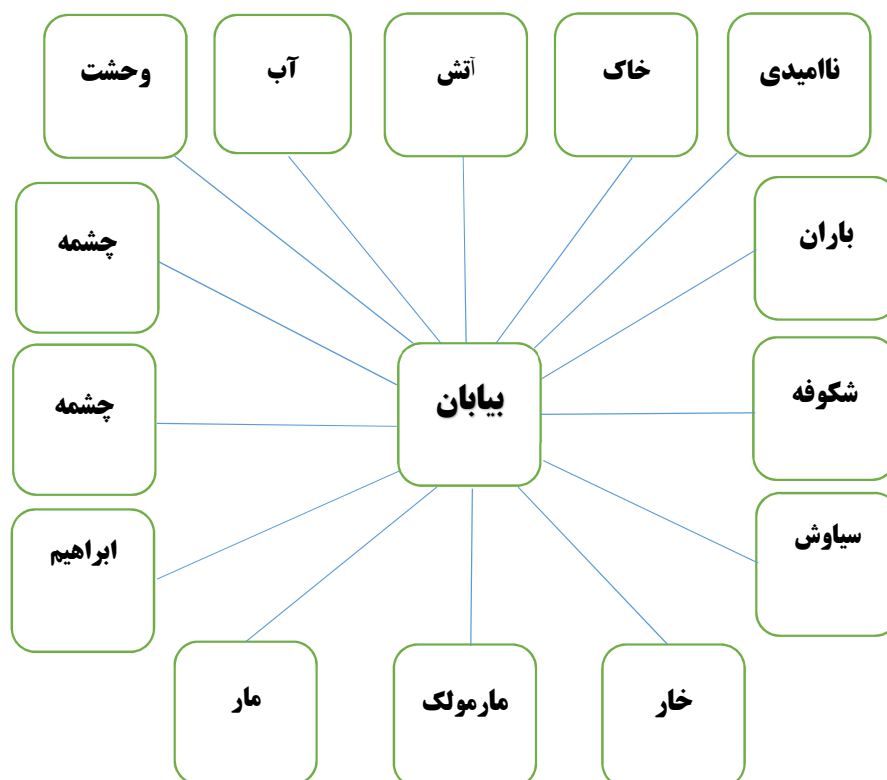 ناامیدی
خاک
آتش
آب
وحشت
باران
چشمه
شکوفه
بیابان
چشمه
سیاوش
ابراهیم
خار
مارمولک
مار